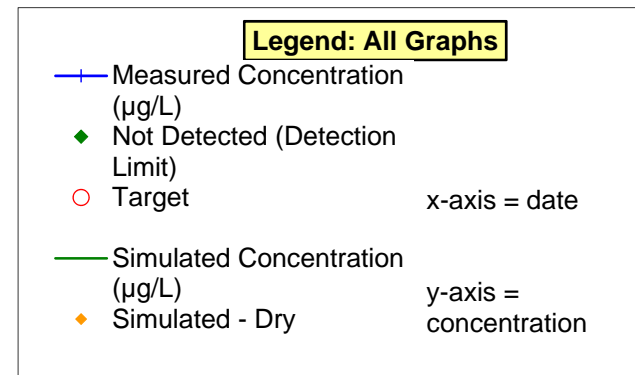 Legend: All Graphs
Measured Concentration
(µg/L)
Not Detected (Detection
Limit)
Target
x-axis = date
Simulated Concentration
(µg/L)
y-axis =
Simulated - Dry
concentration